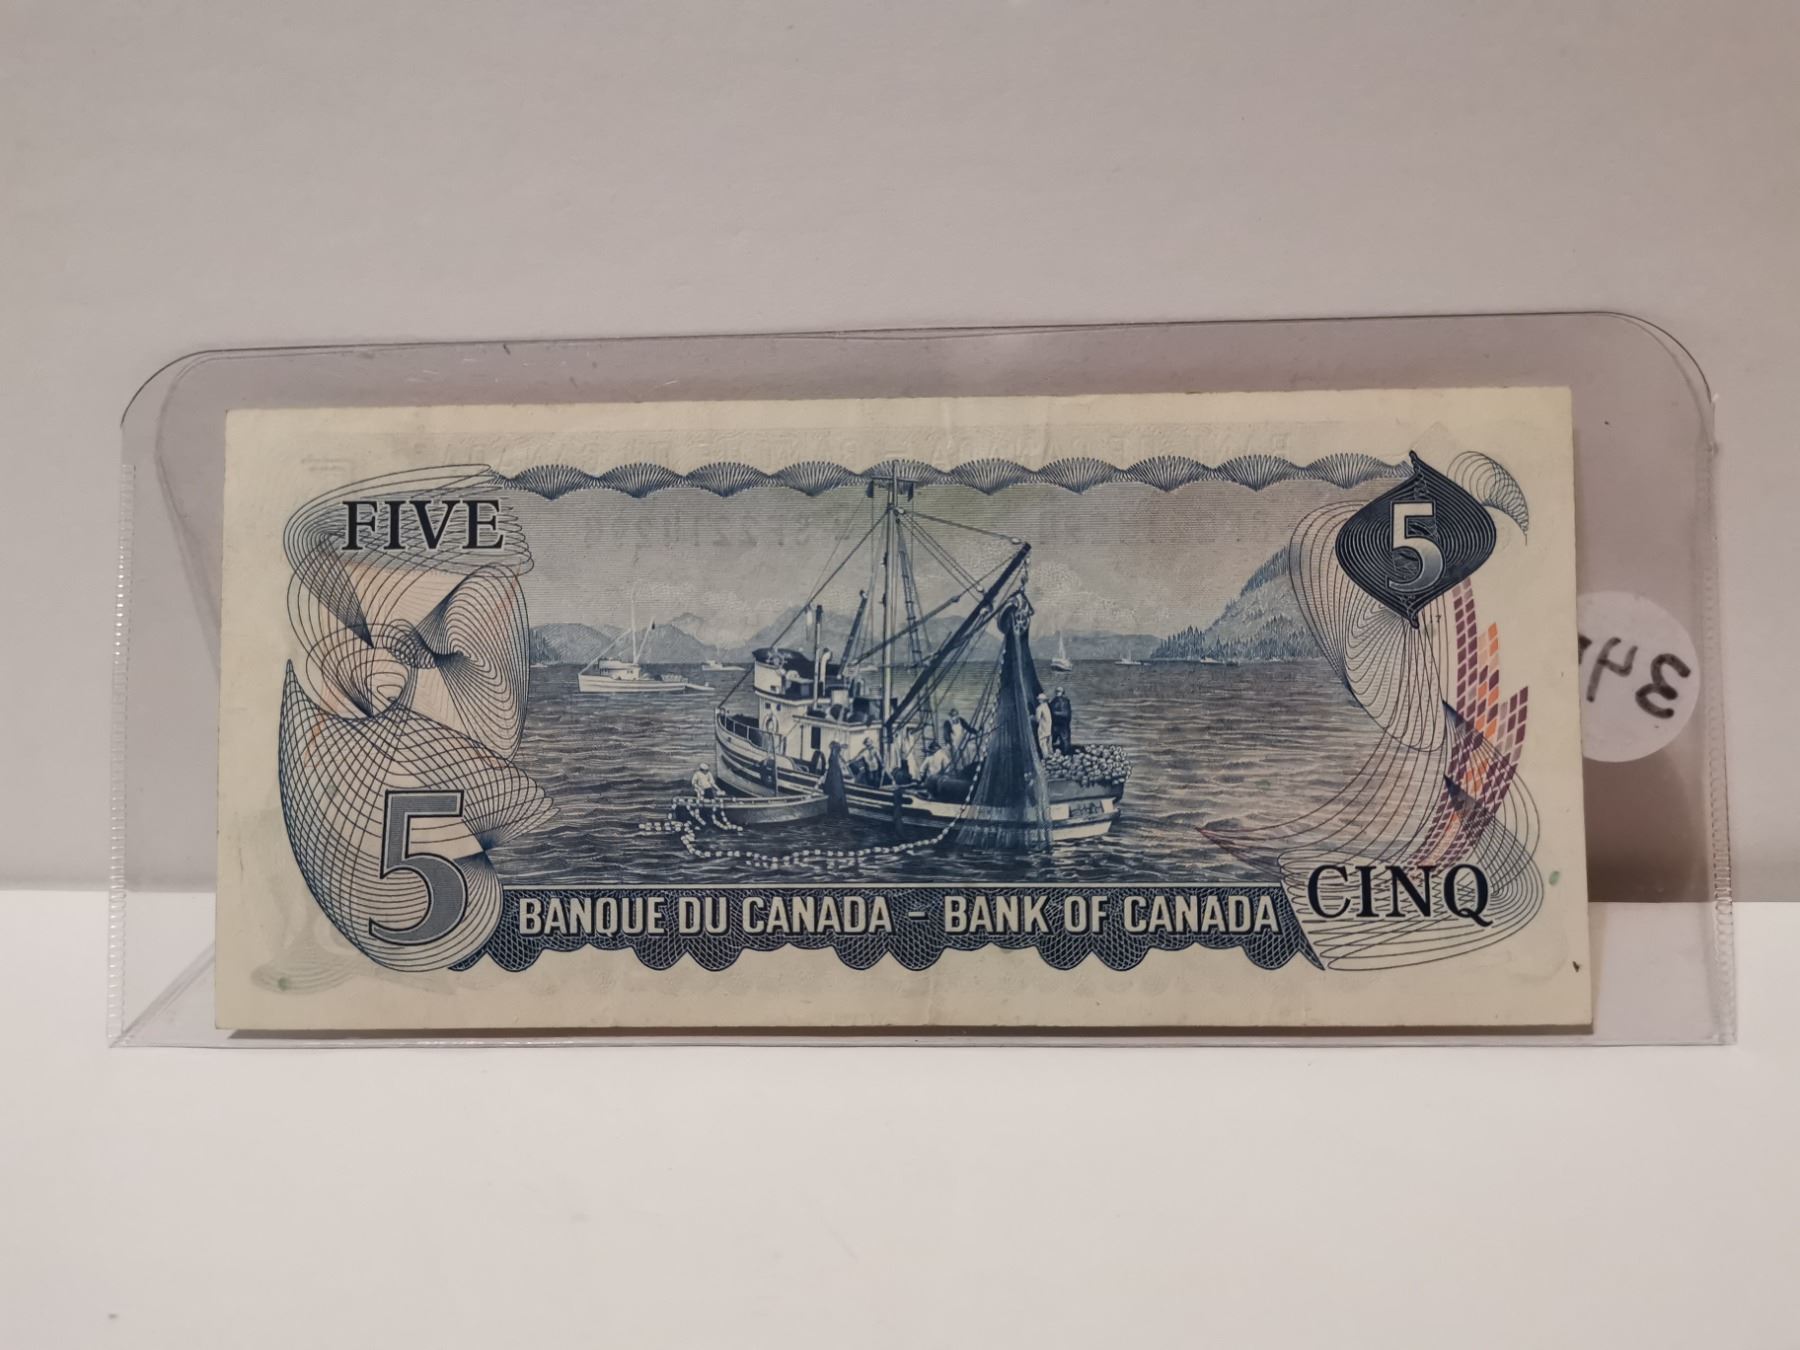 FIVE
5
5
BANQUE DU CANADA – BANK OF CANADA
CINQ